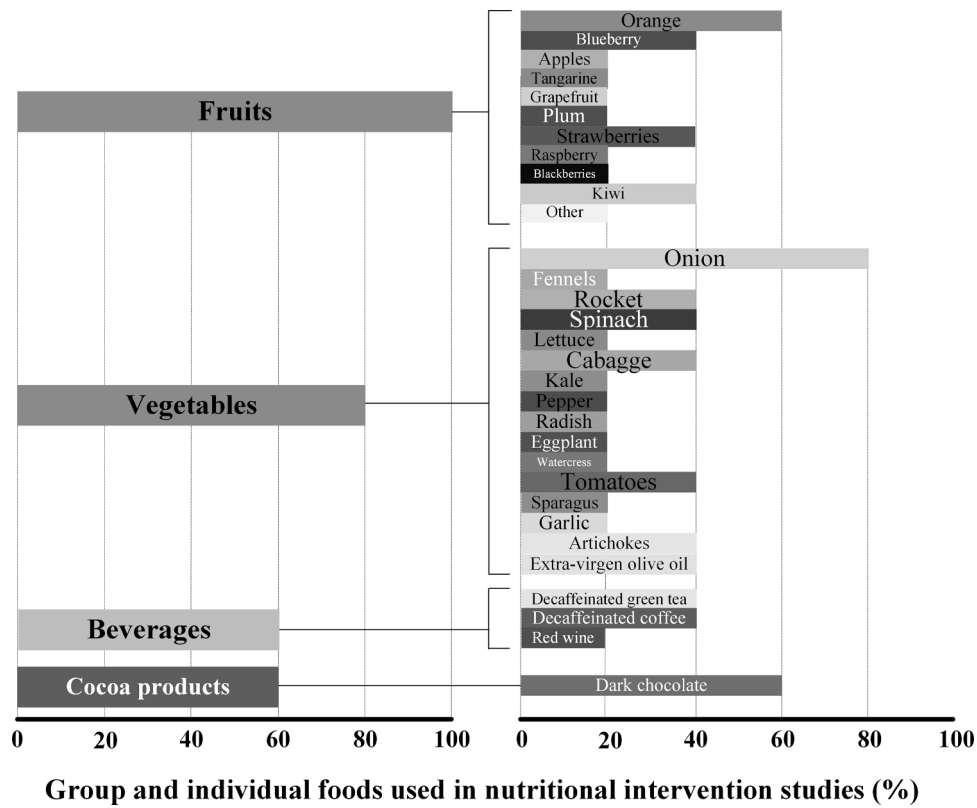 Fruits
Orange
Blueberry
Apples
Tangarine
Grapefruit
Plum
Strawberries
Raspberry
Blackberries
Kiwi
Other
Vegetables
Onion
Fennels
Rocket
Spinach
Lettuce
Cabagge
Kale
Pepper
Radish
Eggplant
Watercress
Tomatoes
Sparagus
Garlic
Artichokes
Extra-virgen olive oil
Beverages
Decaffeinated green tea
Decaffeinated coffee
Red wine
Cocoa products
Dark chocolate
0 20 40 60 80 100
0 20 40 60 80 100
Group and individual foods used in nutritional intervention studies (%)